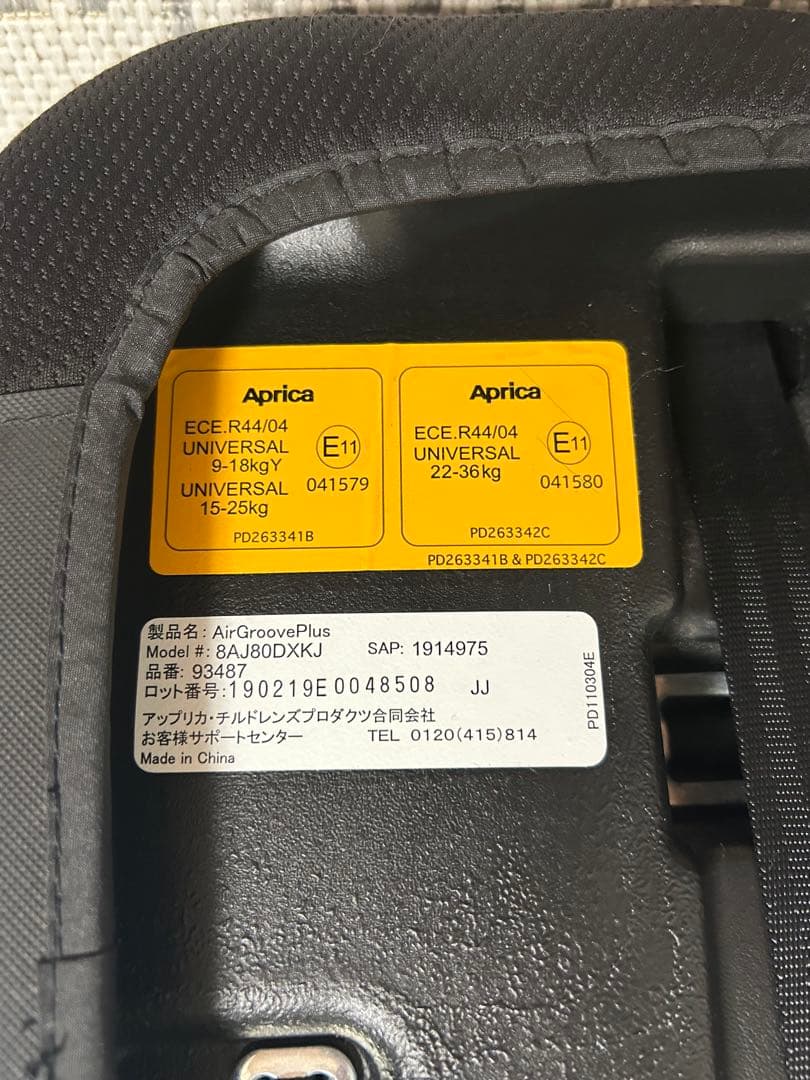 Aprica
ECE.R44/04
UNIVERSAL
9-18kgY
UNIVERSAL
15-25kg
E11
041579
PD263341B
Aprica
ECE.R44/04
UNIVERSAL
22-36kg
E11
041580
PD263342C
PD263341B & PD263342C
製品名: AirGroovePlus
Model #: 8AJ80DXKJ SAP: 1914975
品番: 93487
ロット番号:190219E0048508 JJ
アップリカ・チルドレンズプロダクツ合同会社
お客様サポートセンター TEL 0120(415)814
Made in China
PD110304E